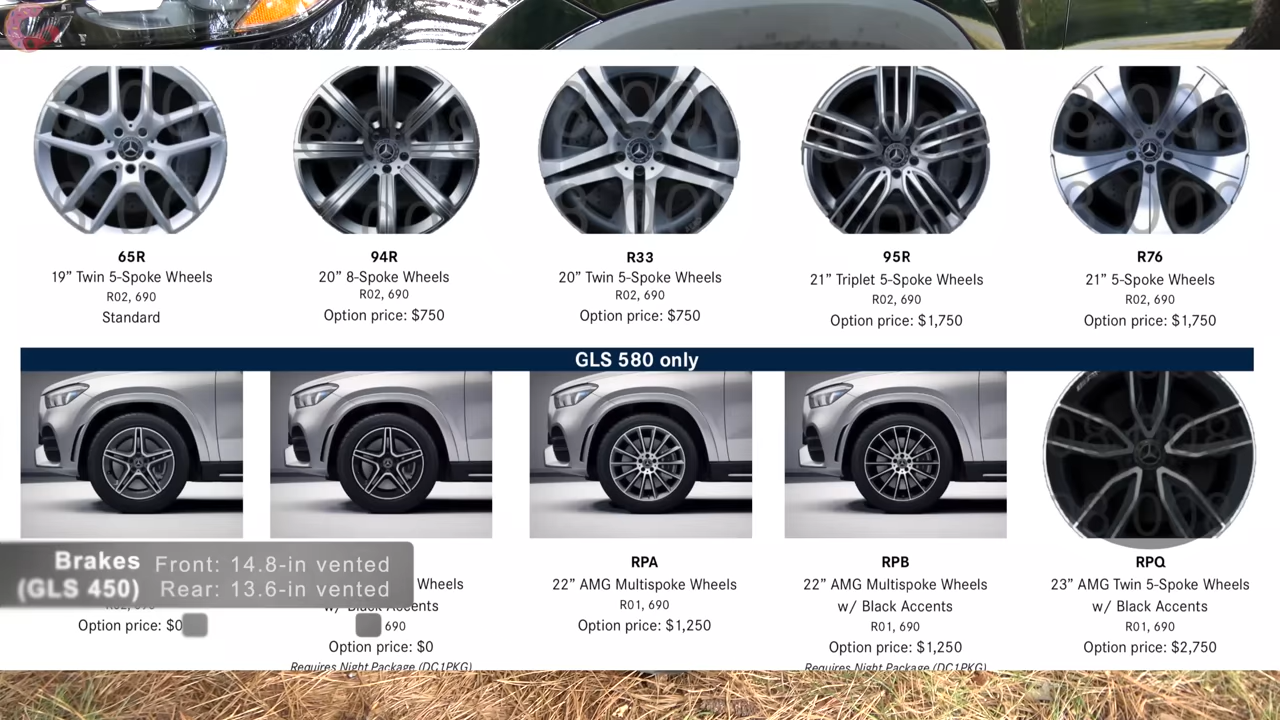 65R
19” Twin 5-Spoke Wheels
R02, 690
Standard
94R
20” 8-Spoke Wheels
R02, 690
Option price: $750
R33
20” Twin 5-Spoke Wheels
R02, 690
Option price: $750
95R
21” Triplet 5-Spoke Wheels
R02, 690
Option price: $1,750
R76
21” 5-Spoke Wheels
R02, 690
Option price: $1,750
GLS 580 only
Brakes Front: 14.8-in vented
(GLS 450) Rear: 13.6-in vented
R02, 690
Option price: $0
Wheels
w/ Black Accents
690
Option price: $0
Requires Night Package (DC1PKG)
RPA
22” AMG Multispoke Wheels
R01, 690
Option price: $1,250
RPB
22” AMG Multispoke Wheels
w/ Black Accents
R01, 690
Option price: $1,250
Requires Night Package (DC1PKG)
RPQ
23” AMG Twin 5-Spoke Wheels
w/ Black Accents
R01, 690
Option price: $2,750